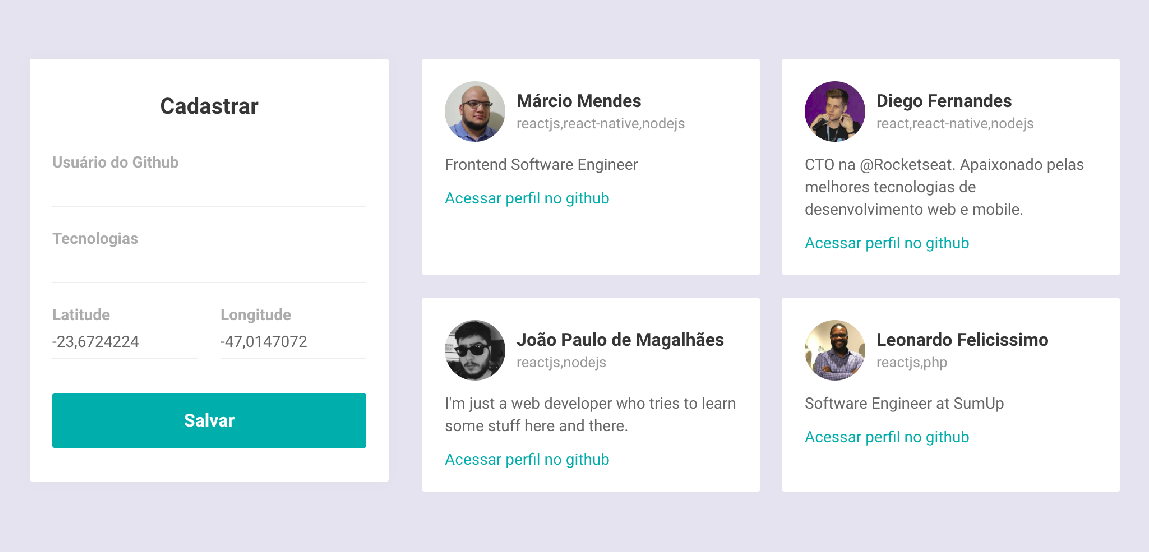 Cadastrar
Usuário do Github
Tecnologias
Latitude
Longitude
-23,6724224
-47,0147072
Salvar
Márcio Mendes
reactjs,react-native,nodejs
Frontend Software Engineer
Acessar perfil no github
Diego Fernandes
react,react-native,nodejs
CTO na @Rocketseat. Apaixonado pelas
melhores tecnologias de
desenvolvimento web e mobile.
Acessar perfil no github
João Paulo de Magalhães
reactjs,nodejs
I'm just a web developer who tries to learn
some stuff here and there.
Acessar perfil no github
Leonardo Felicissimo
reactjs,php
Software Engineer at SumUp
Acessar perfil no github